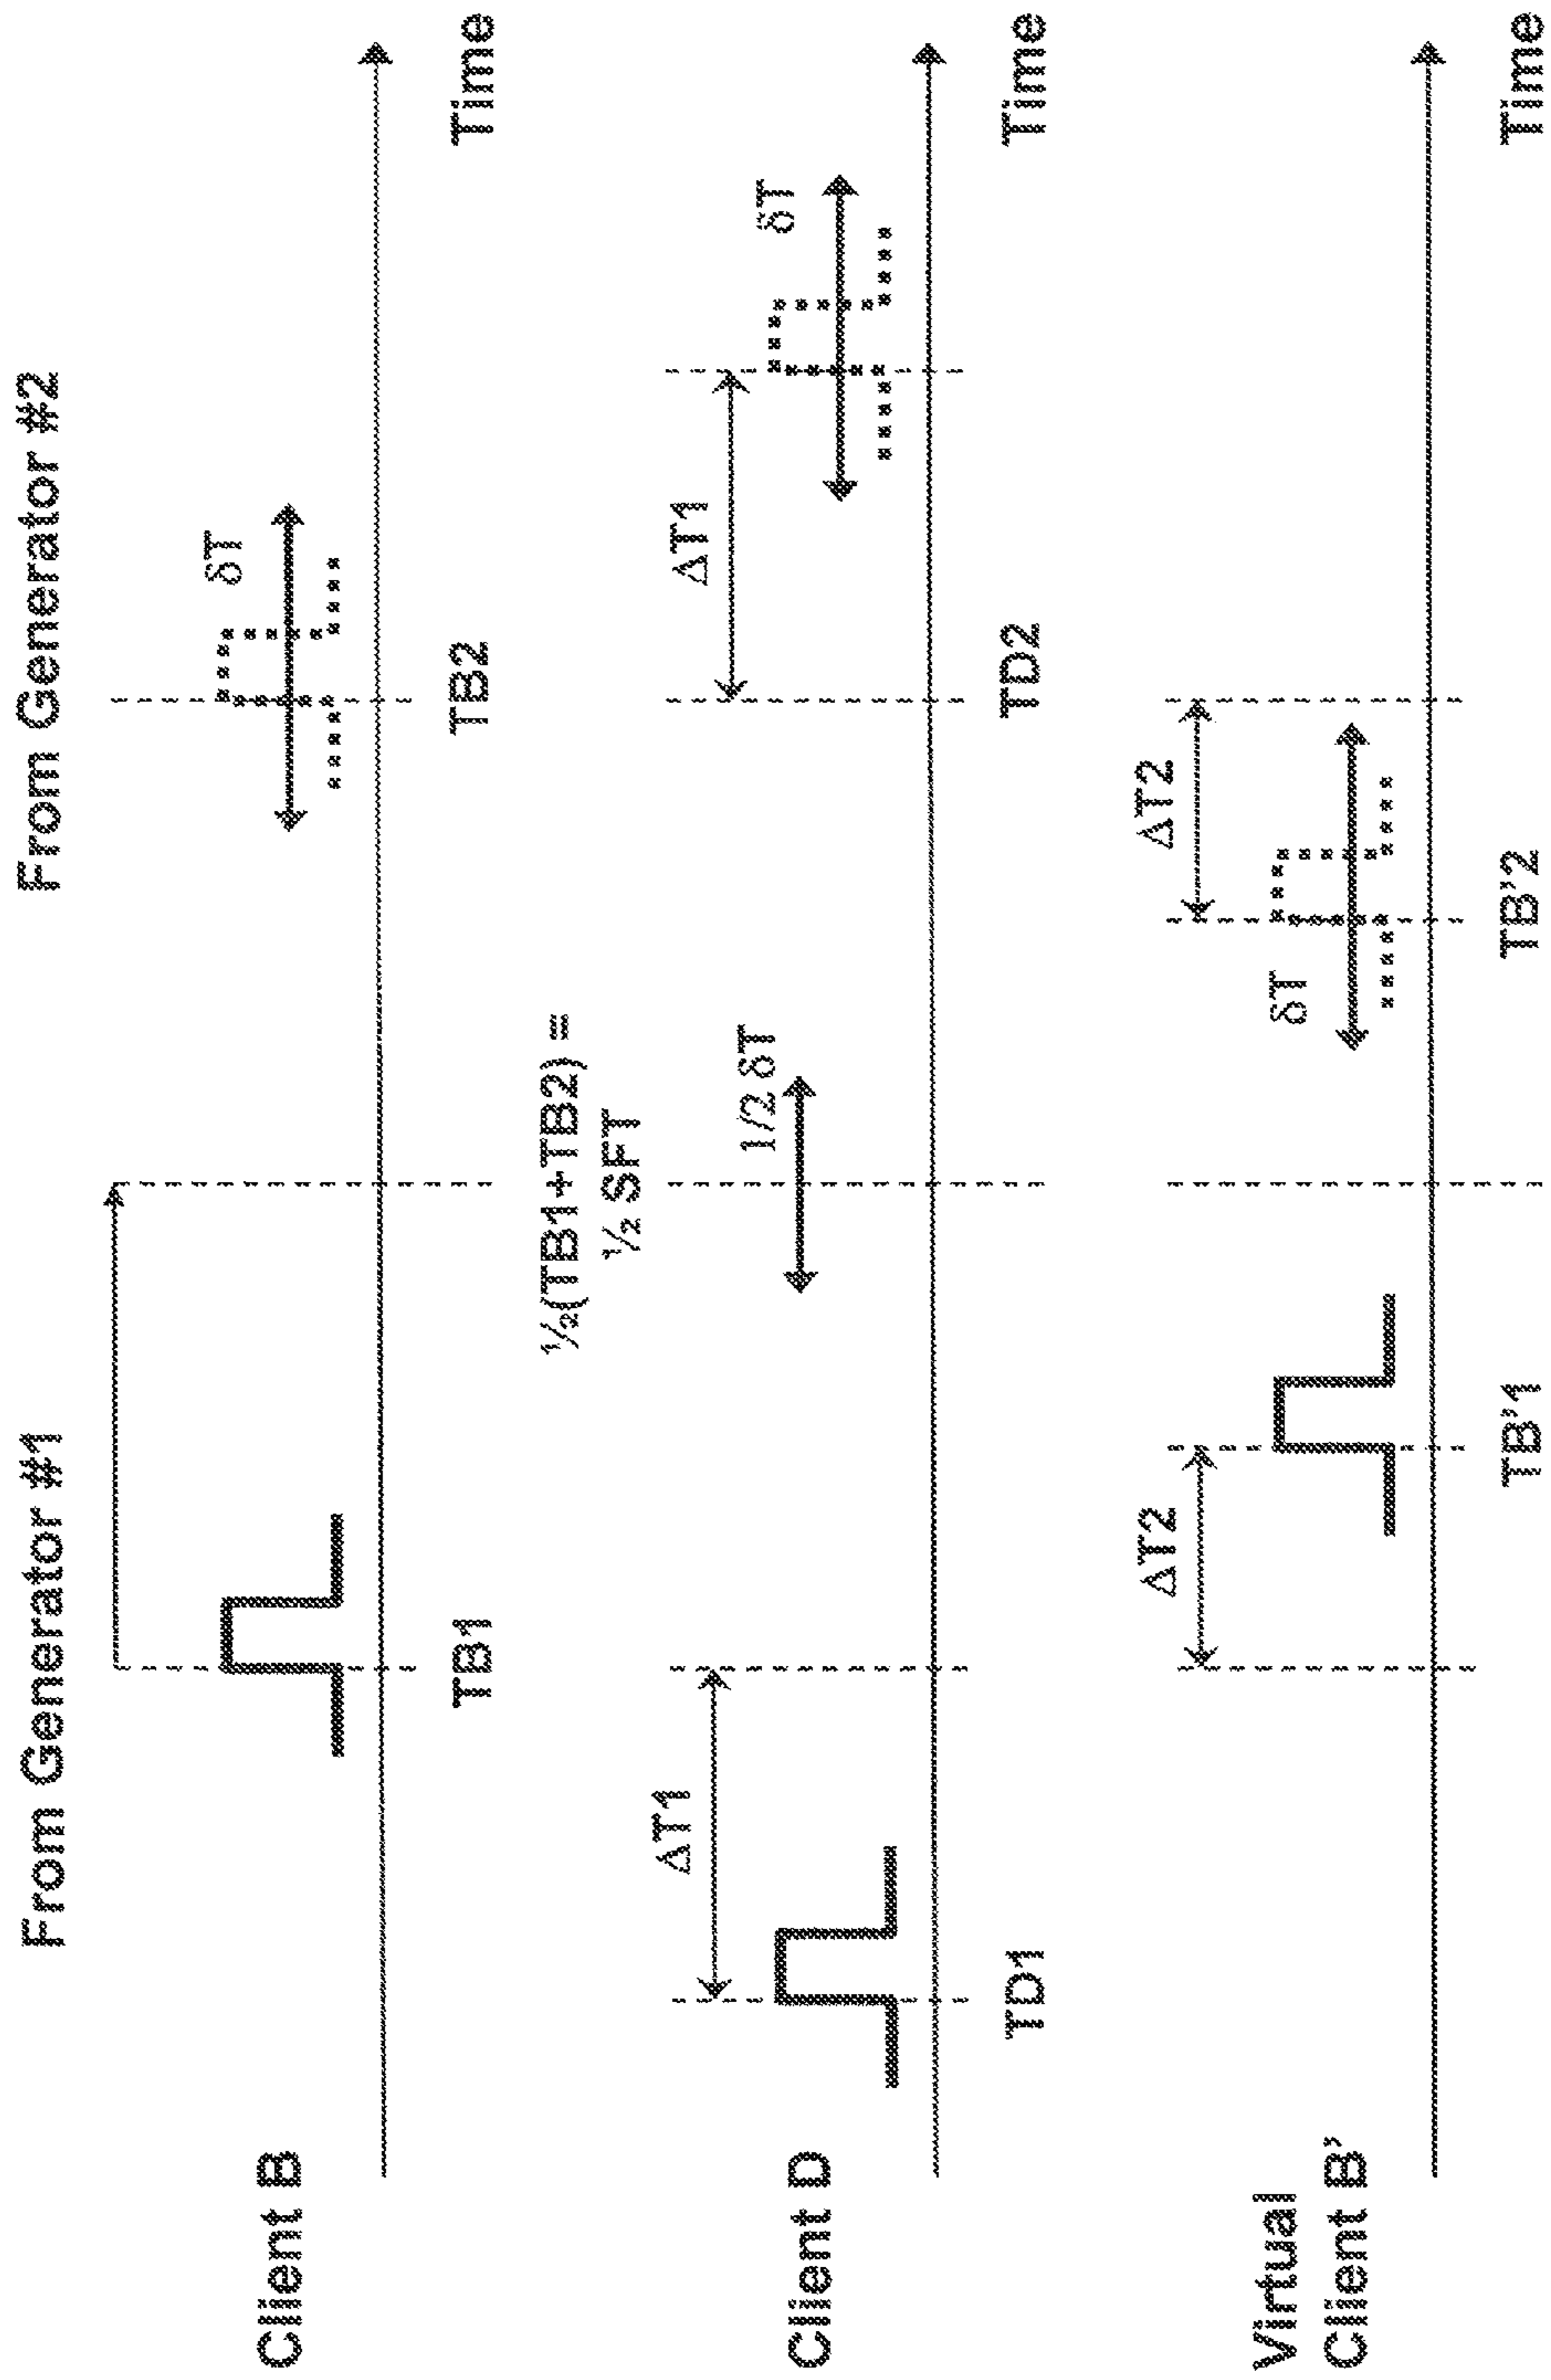 From Generator #1
From Generator #2
Client B
δT
TB1
TB2
Time
½(TB1+TB2) =
½ SFT
Client D
ΔT1
1/2 δT
ΔT1
δT
TD1
TD2
Time
Virtual
Client B’
ΔT2
δT
ΔT2
TB’1
TB’2
Time